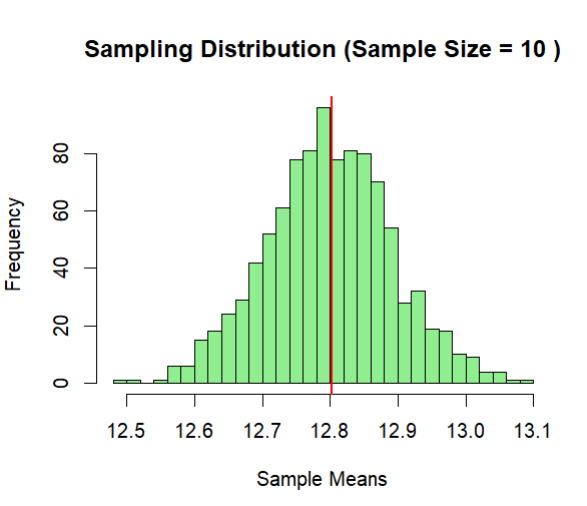 Sampling Distribution (Sample Size = 10 )
Frequency
80
60
40
20
0
12.5 12.6 12.7 12.8 12.9 13.0 13.1
Sample Means